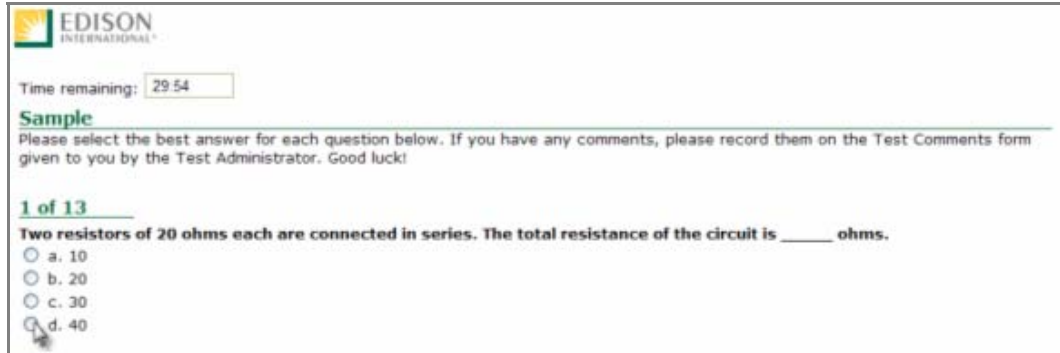 EDISON
INTERNATIONAL®
Time remaining: 29:54
Sample
Please select the best answer for each question below. If you have any comments, please record them on the Test Comments form
given to you by the Test Administrator. Good luck!
1 of 13
Two resistors of 20 ohms each are connected in series. The total resistance of the circuit is _____ ohms.
a. 10
b. 20
c. 30
d. 40